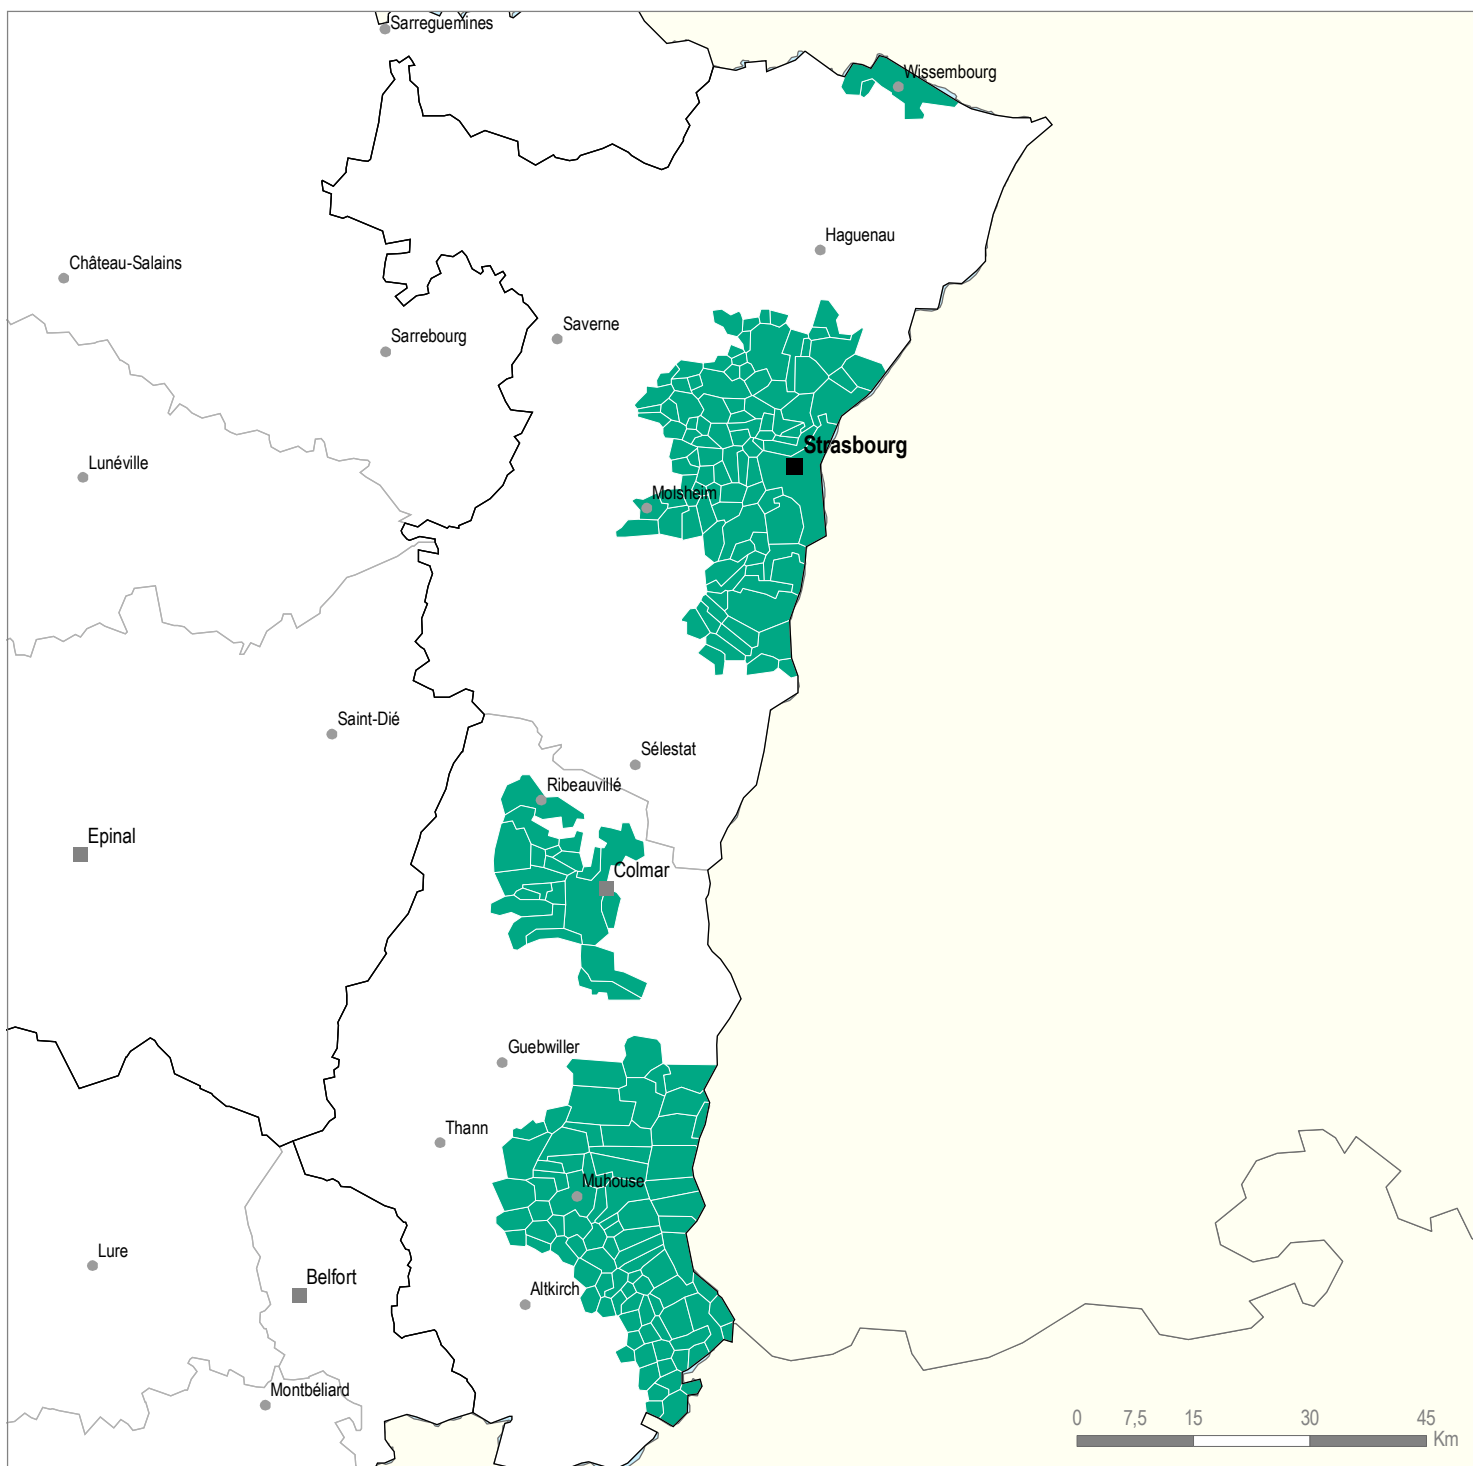 Sarreguemines
Wissembourg
Haguenau
Château-Salains
Saverne
Sarrebourg
Strasbourg
Lunéville
Molsheim
Saint-Dié
Sélestat
Ribeauvillé
Epinal
Colmar
Guebwiller
Thann
Muhouse
Lure
Belfort
Altkirch
Montbéliard
0 7,5 15 30 45
Km